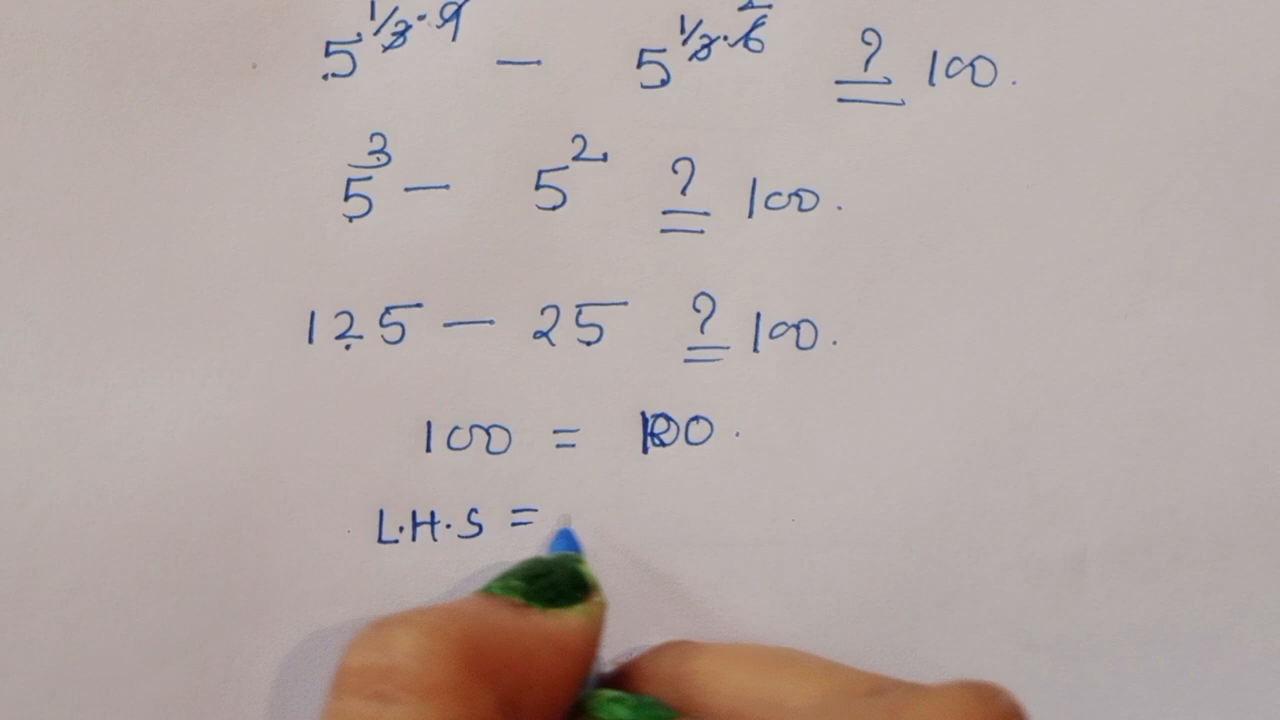 5^{1/3·9} − 5^{1/3·6} 2 ≟ 100.
5^3 − 5^2 ≟ 100.
125 − 25 ≟ 100.
100 = 100.
L.H.S =